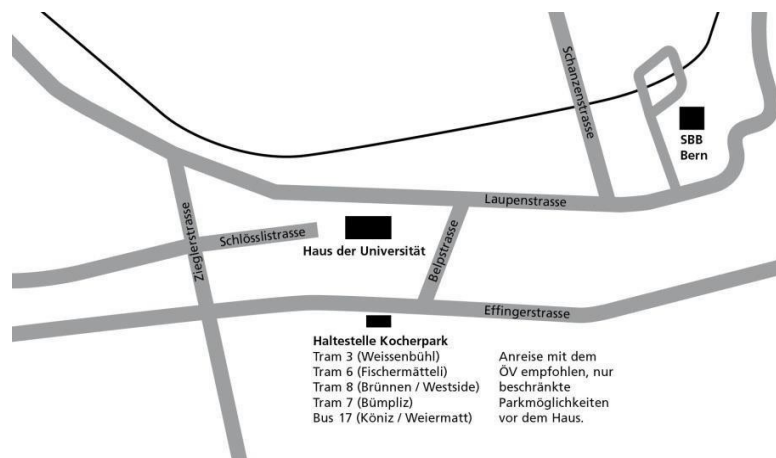 Schanzenstrasse
SBB
Bern
Laupenstrasse
Zieglerstrasse
Schlösslistrasse
Haus der Universität
Belpstrasse
Effingerstrasse
Haltestelle Kocherpark
Tram 3 (Weissenbühl)
Tram 6 (Fischermätteli)
Tram 8 (Brünnen / Westside)
Tram 7 (Bümpliz)
Bus 17 (Köniz / Weiermatt)
Anreise mit dem
ÖV empfohlen, nur
beschränkte
Parkmöglichkeiten
vor dem Haus.